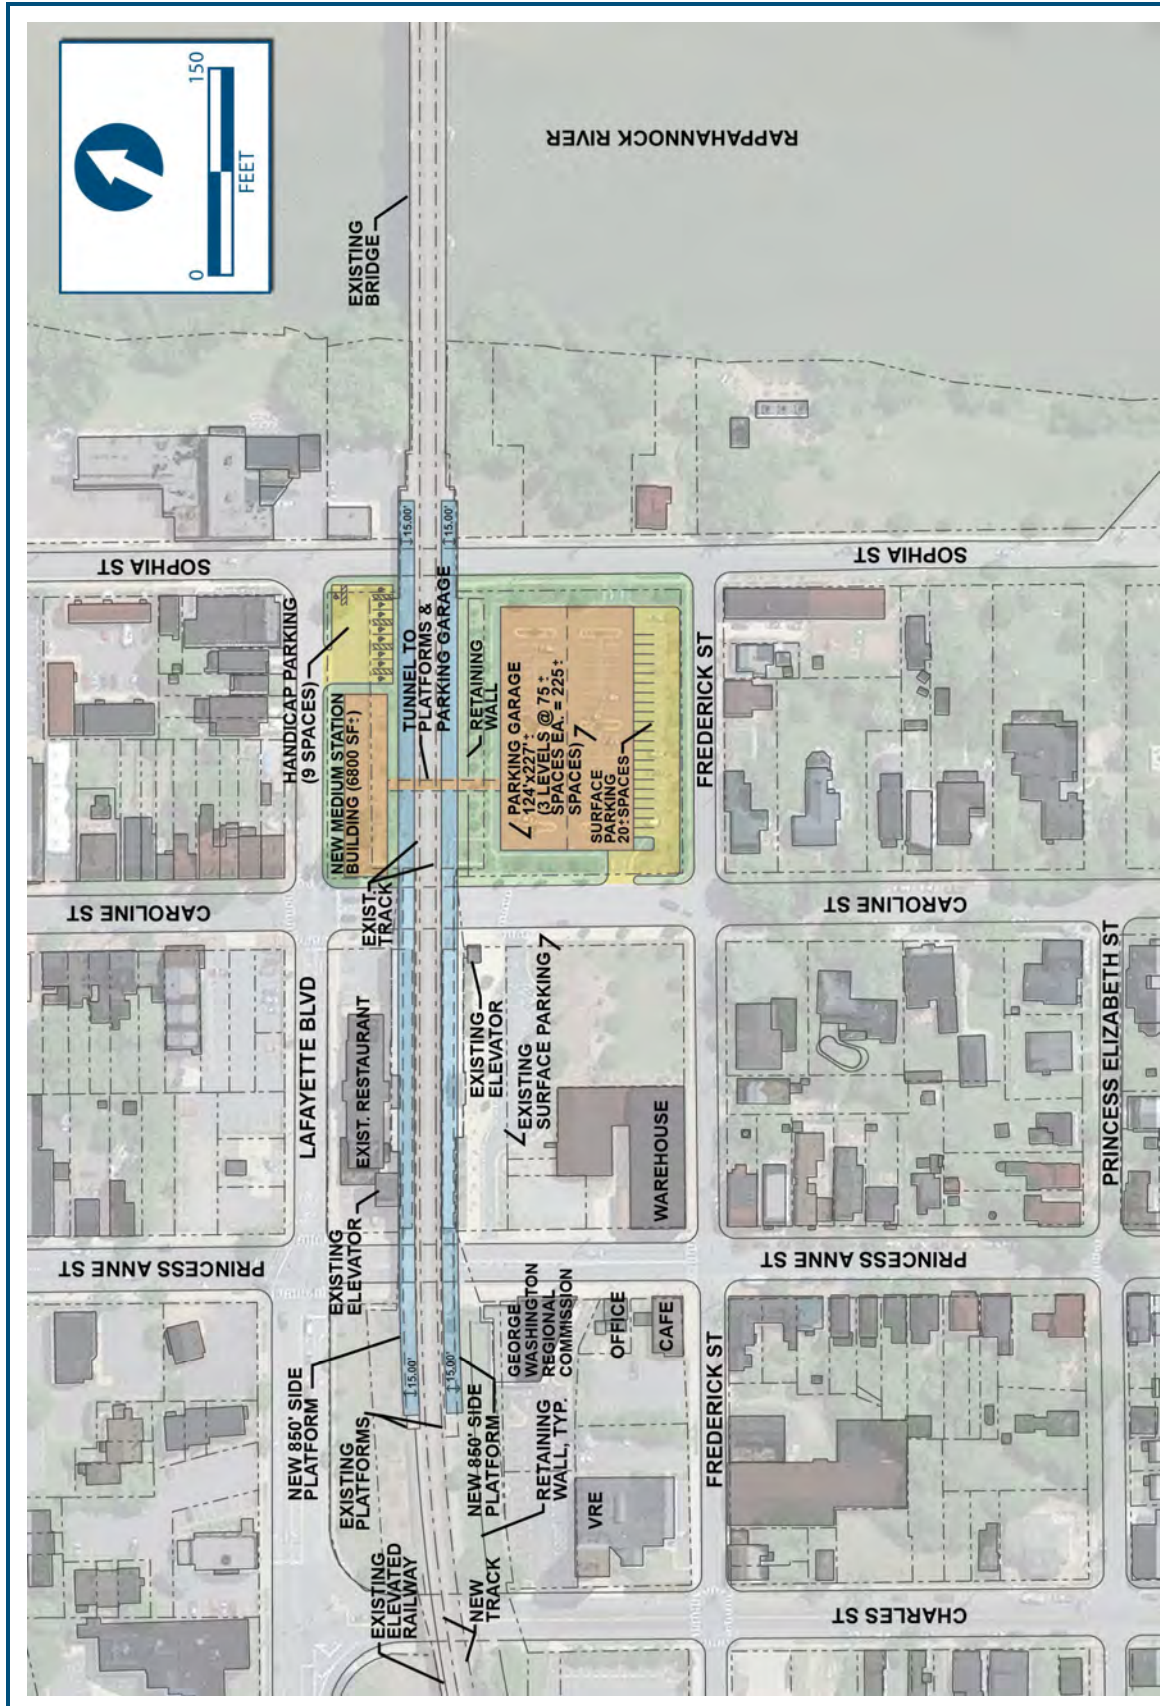 0
150
FEET
RAPPAHANNOCK RIVER
EXISTING
BRIDGE
SOPHIA ST
SOPHIA ST
15.00'
15.00'
HANDICAP PARKING
(9 SPACES)
NEW MEDIUM STATION
BUILDING (6800 SF±)
TUNNEL TO
PLATFORMS &
PARKING GARAGE
RETAINING
WALL
PARKING GARAGE
124'x227'±
(3 LEVELS @ 75±
SPACES EA. = 225±
SPACES)
SURFACE
PARKING
20±SPACES
FREDERICK ST
EXIST.
TRACK
CAROLINE ST
CAROLINE ST
LAFAYETTE BLVD
EXIST. RESTAURANT
EXISTING
ELEVATOR
EXISTING
SURFACE PARKING
WAREHOUSE
PRINCESS ELIZABETH ST
EXISTING
ELEVATOR
PRINCESS ANNE ST
PRINCESS ANNE ST
NEW 850' SIDE
PLATFORM
15.00'
15.00'
GEORGE
WASHINGTON
REGIONAL
COMMISSION
OFFICE
CAFE
EXISTING
PLATFORMS
NEW 850' SIDE
PLATFORM
RETAINING
WALL, TYP.
VRE
FREDERICK ST
EXISTING
ELEVATED
RAILWAY
NEW
TRACK
CHARLES ST